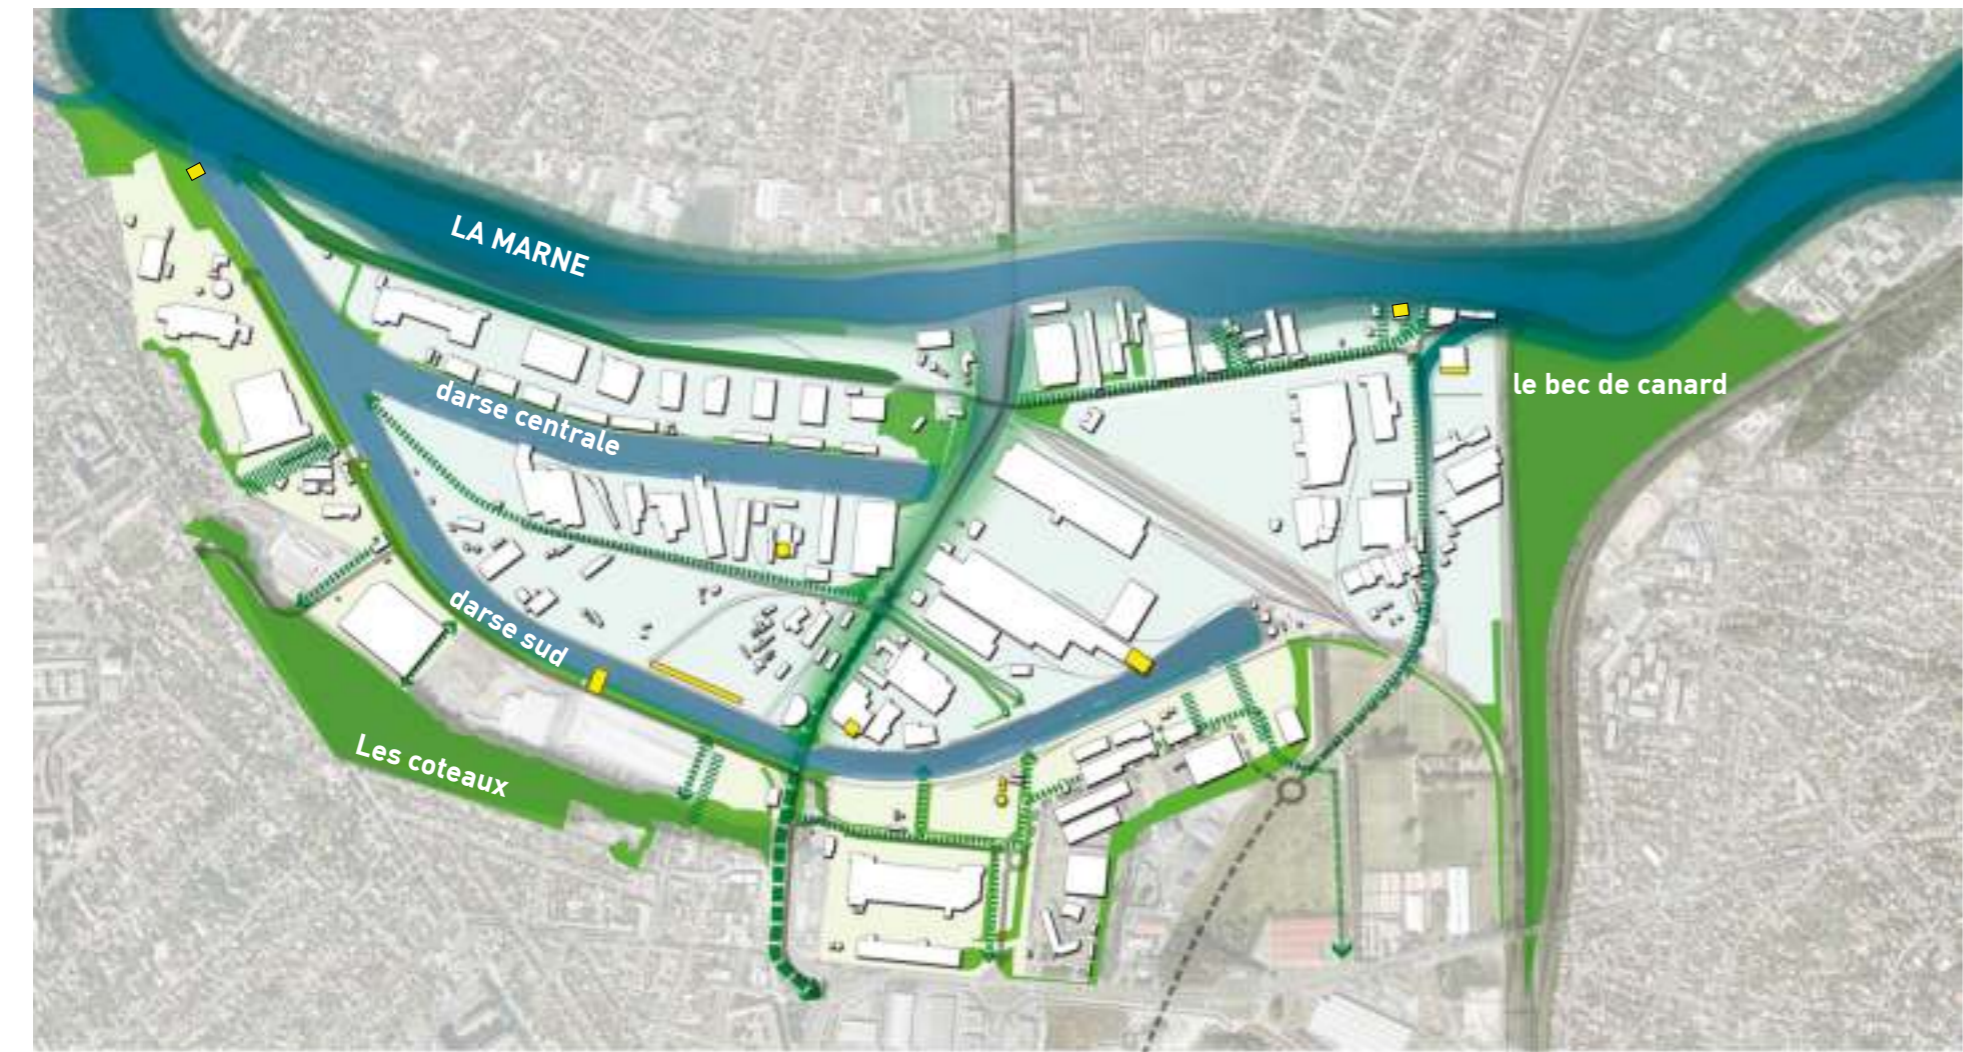 LA MARNE
le bec de canard
darse centrale
darse sud
Les coteaux